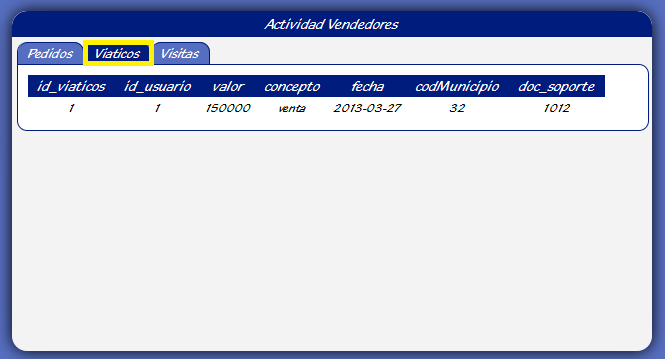 Actividad Vendedores
Pedidos Viaticos Visitas
id_viaticos id_usuario valor concepto fecha codMunicipio doc_soporte
1 1 150000 venta 2013-03-27 32 1012